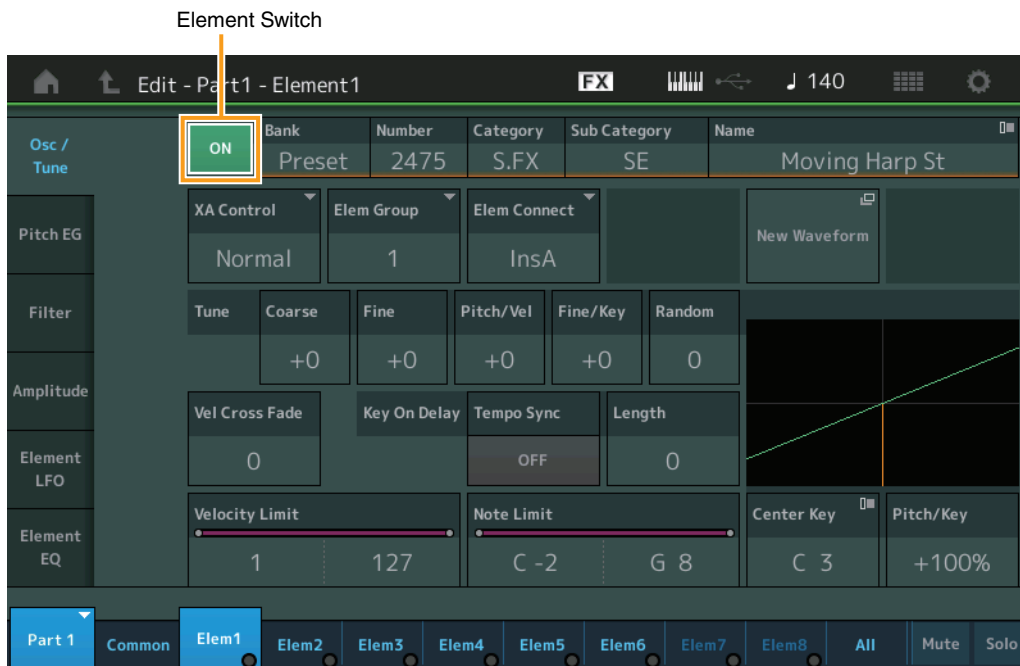 Element Switch
Edit - Part1 - Element1 FX ♩ 140
Osc / Tune
ON
Bank Number Category Sub Category Name
Preset 2475 S.FX SE Moving Harp St
Pitch EG
XA Control Elem Group Elem Connect
Normal 1 InsA
New Waveform
Filter
Tune Coarse Fine Pitch/Vel Fine/Key Random
+0 +0 +0 +0 0
Amplitude
Vel Cross Fade Key On Delay Tempo Sync Length
0 OFF 0
Element LFO
Velocity Limit Note Limit Center Key Pitch/Key
1 127 C -2 G 8 C 3 +100%
Element EQ
Part 1 Common Elem1 Elem2 Elem3 Elem4 Elem5 Elem6 Elem7 Elem8 All Mute Solo